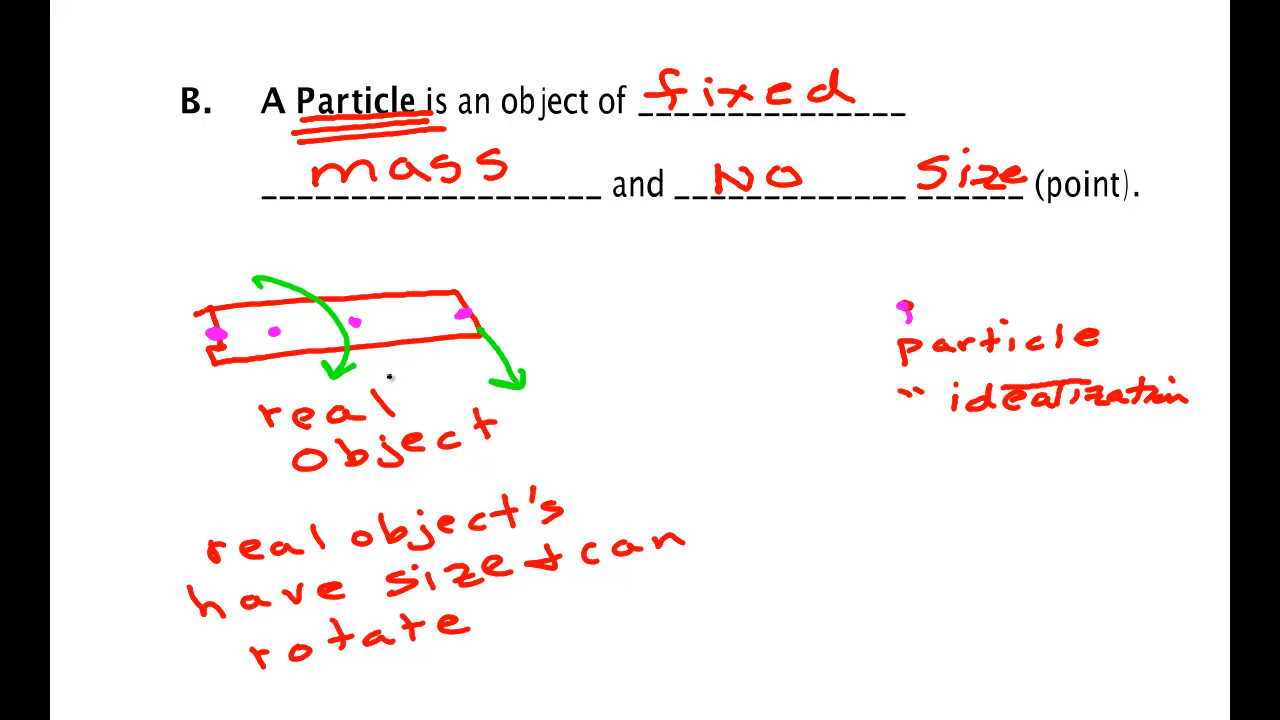 B. A Particle is an object of fixed
mass and No Size (point).
particle
" idealization
real
object
real object's
have size + can
rotate